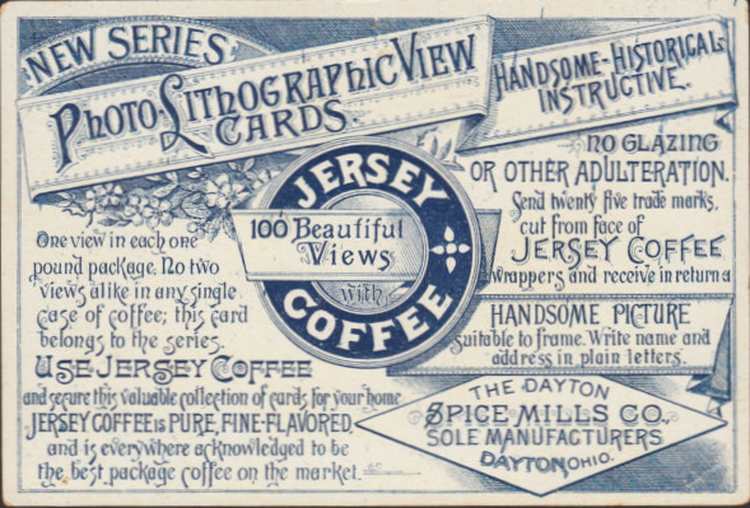 NEW SERIES
PHOTO-LITHOGRAPHIC VIEW
CARDS.
HANDSOME-HISTORICAL
INSTRUCTIVE.
NO GLAZING
OR OTHER ADULTERATION.
Send twenty five trade marks,
cut from face of
JERSEY COFFEE
wrappers and receive in return a
HANDSOME PICTURE
suitable to frame. Write name and
address in plain letters.
JERSEY
100 Beautiful
Views
with
COFFEE
One view in each one
pound package. No two
views alike in any single
case of coffee; this card
belongs to the series.
USE JERSEY COFFEE
and secure this valuable collection of cards for your home
JERSEY COFFEE IS PURE, FINE-FLAVORED,
and is everywhere acknowledged to be
the best package coffee on the market.
THE DAYTON
SPICE MILLS CO.,
SOLE MANUFACTURERS
DAYTON, OHIO.